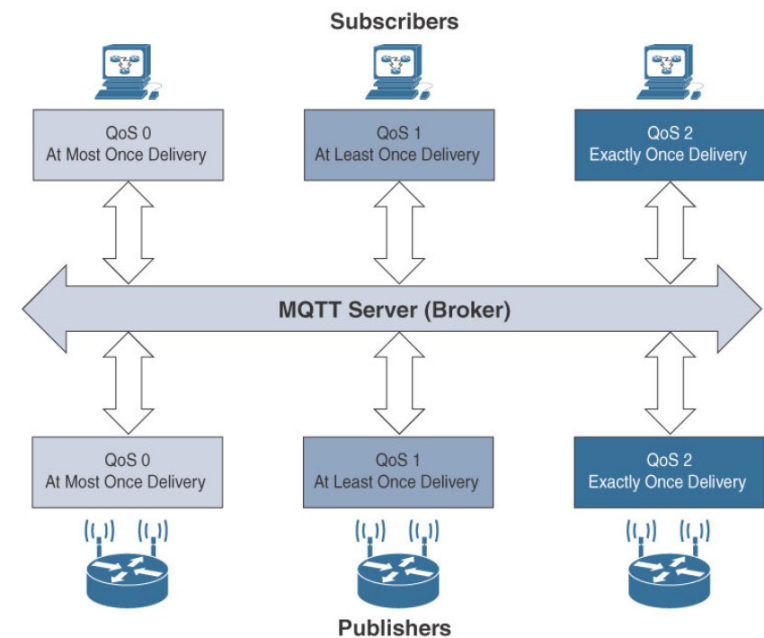 Subscribers
QoS 0
At Most Once Delivery
QoS 1
At Least Once Delivery
QoS 2
Exactly Once Delivery
MQTT Server (Broker)
QoS 0
At Most Once Delivery
QoS 1
At Least Once Delivery
QoS 2
Exactly Once Delivery
Publishers